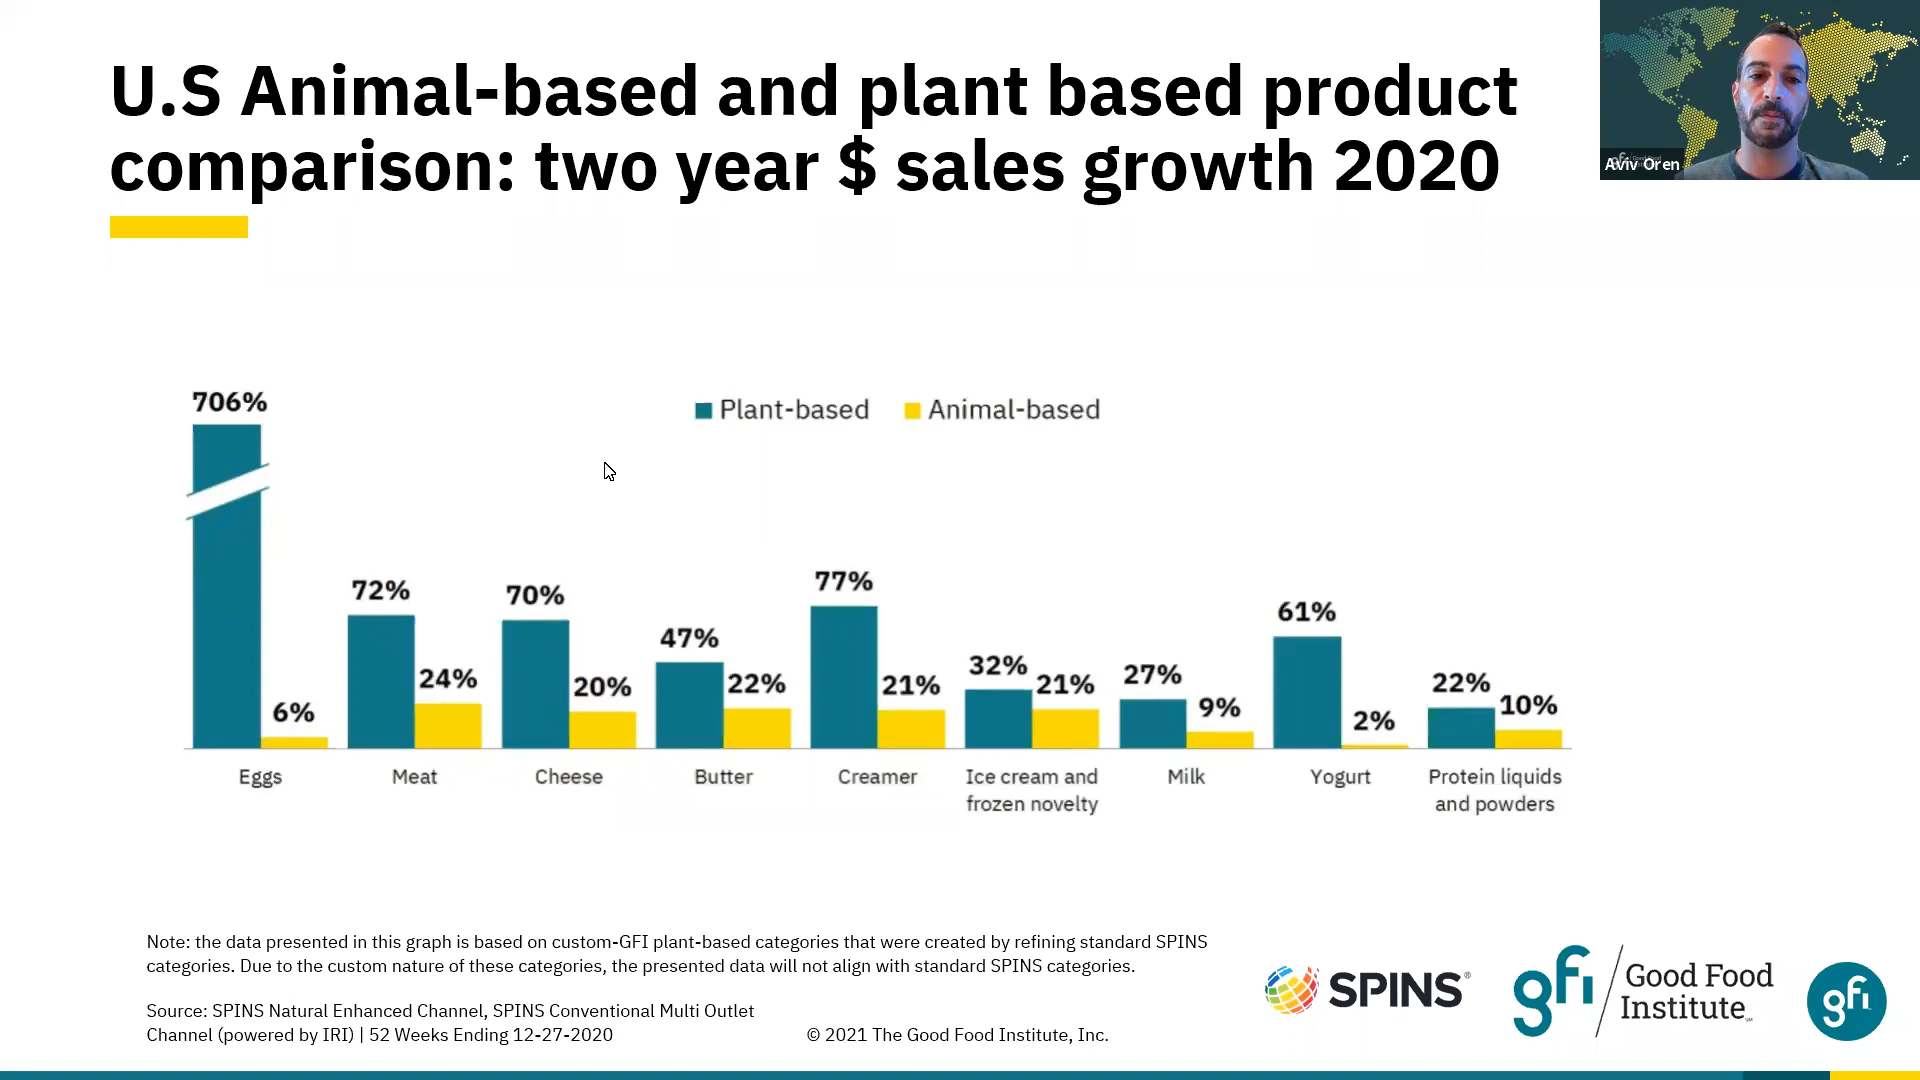 U.S Animal-based and plant based product
comparison: two year $ sales growth 2020
Aviv Oren
Plant-based
Animal-based
706%
6%
72%
24%
70%
20%
47%
22%
77%
21%
32%
21%
27%
9%
61%
2%
22%
10%
Eggs
Meat
Cheese
Butter
Creamer
Ice cream and
frozen novelty
Milk
Yogurt
Protein liquids
and powders
Note: the data presented in this graph is based on custom-GFI plant-based categories that were created by refining standard SPINS
categories. Due to the custom nature of these categories, the presented data will not align with standard SPINS categories.
Source: SPINS Natural Enhanced Channel, SPINS Conventional Multi Outlet
Channel (powered by IRI) | 52 Weeks Ending 12-27-2020
© 2021 The Good Food Institute, Inc.
SPINS®
gfi
Good Food
Institute
gfi